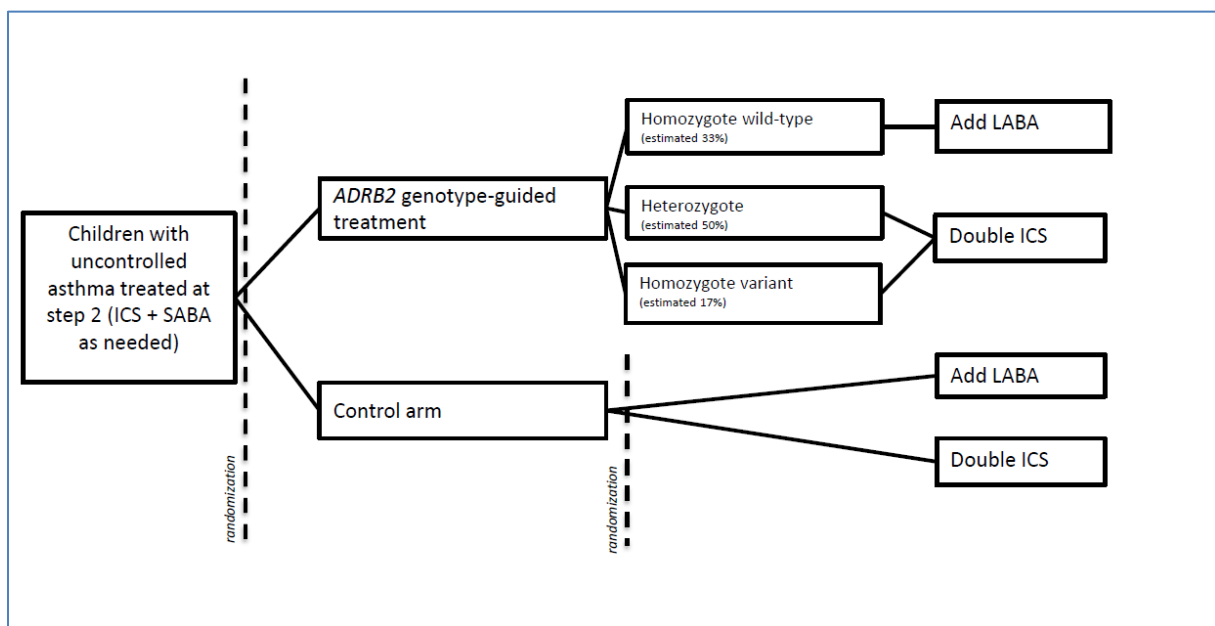 Children with
uncontrolled
asthma treated at
step 2 (ICS + SABA
as needed)
randomization
ADRB2 genotype-guided
treatment
Control arm
randomization
Homozygote wild-type
(estimated 33%)
Heterozygote
(estimated 50%)
Homozygote variant
(estimated 17%)
Add LABA
Double ICS
Add LABA
Double ICS